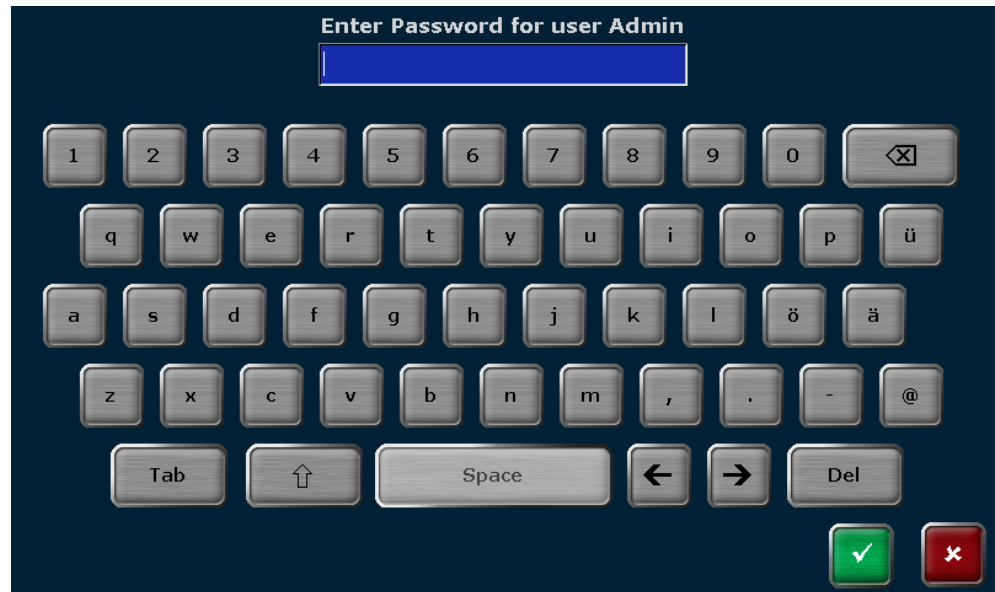 Enter Password for user Admin
1 2 3 4 5 6 7 8 9 0
q w e r t y u i o p ü
a s d f g h j k l ö ä
z x c v b n m , . - @
Tab Space Del